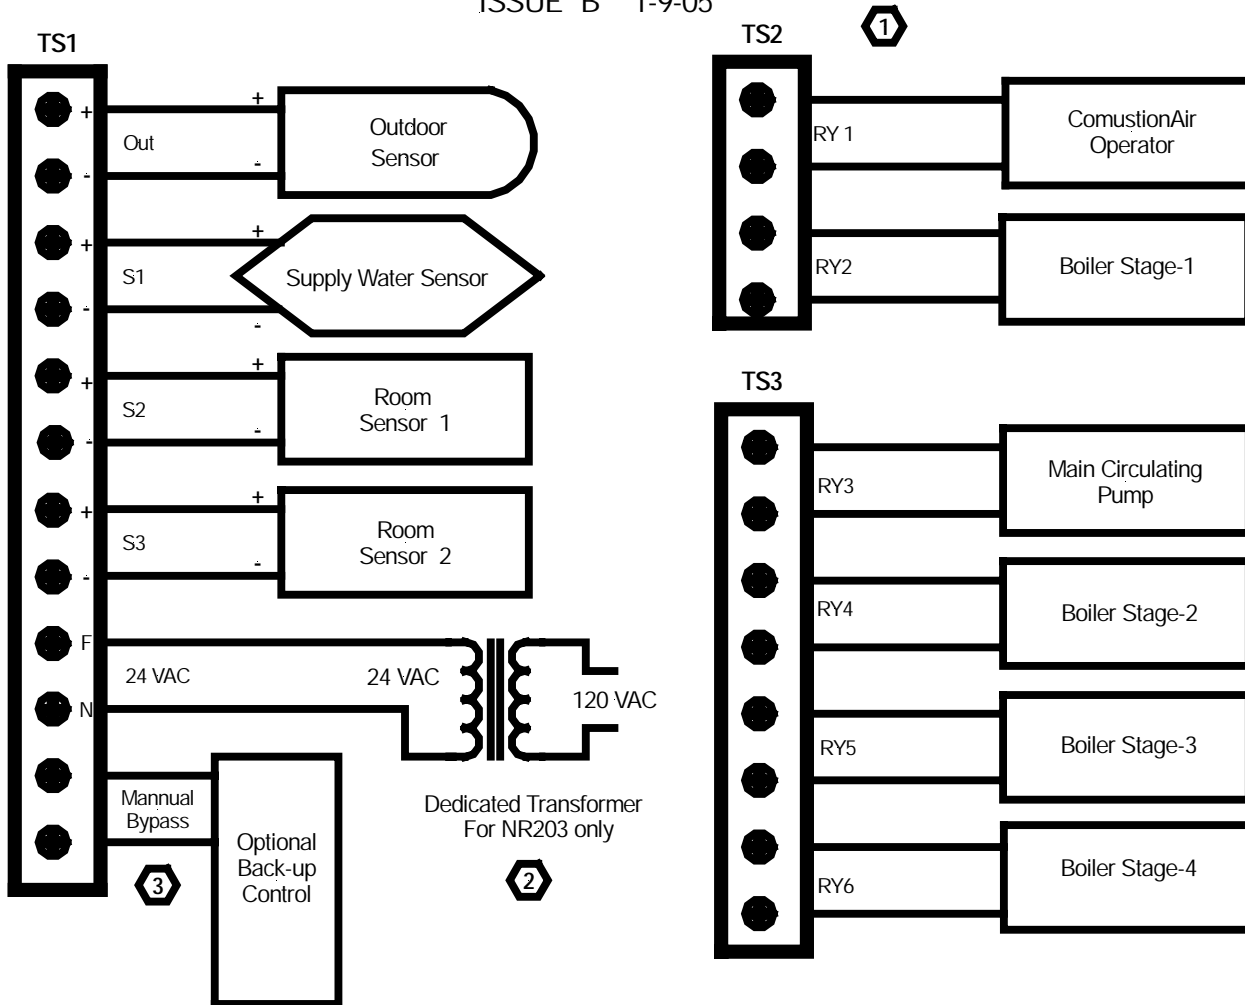 ISSUE "B" 1-9-05
TS1
+
Out
-
+
-
Outdoor
Sensor
+
S1
-
+
-
Supply Water Sensor
+
S2
-
+
-
Room
Sensor 1
+
S3
-
+
-
Room
Sensor 2
F
24 VAC
N
24 VAC
120 VAC
Mannual
Bypass
3
Optional
Back-up
Control
Dedicated Transformer
For NR203 only
2
TS2
1
RY 1
ComustionAir
Operator
RY2
Boiler Stage-1
TS3
RY3
Main Circulating
Pump
RY4
Boiler Stage-2
RY5
Boiler Stage-3
RY6
Boiler Stage-4